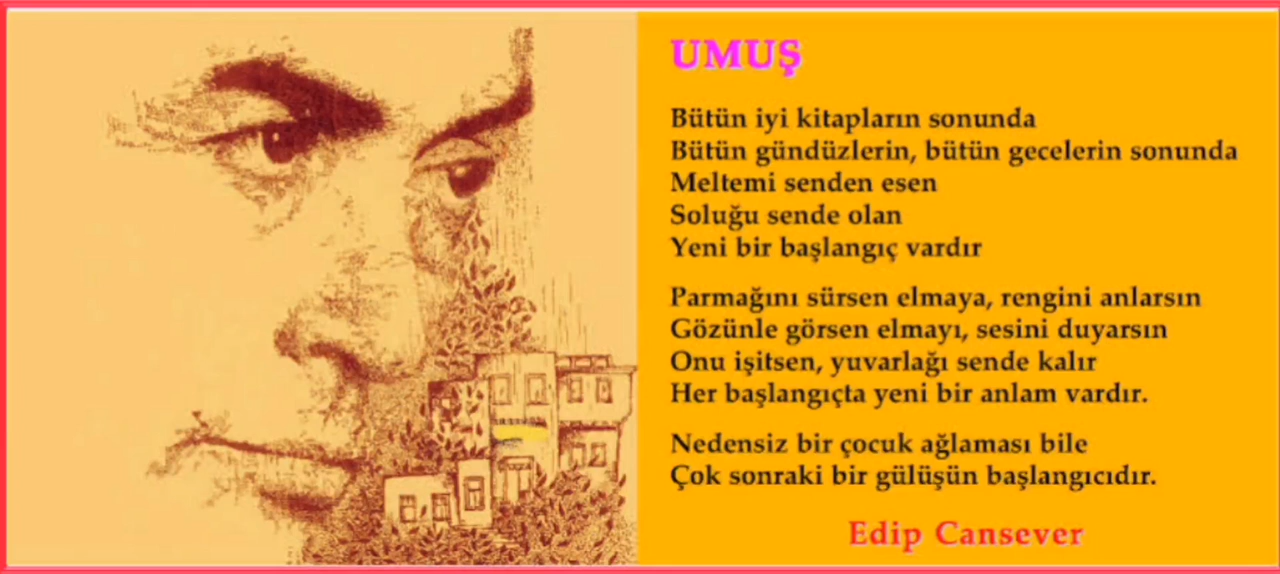 UMUŞ
Bütün iyi kitapların sonunda
Bütün gündüzlerin, bütün gecelerin sonunda
Meltemi senden esen
Soluğu sende olan
Yeni bir başlangıç vardır
Parmağını sürsen elmaya, rengini anlarsın
Gözünle görsen elmayı, sesini duyarsın
Onu işitsen, yuvarlağı sende kalır
Her başlangıçta yeni bir anlam vardır.
Nedensiz bir çocuk ağlaması bile
Çok sonraki bir gülüşün başlangıcıdır.
Edip Cansever